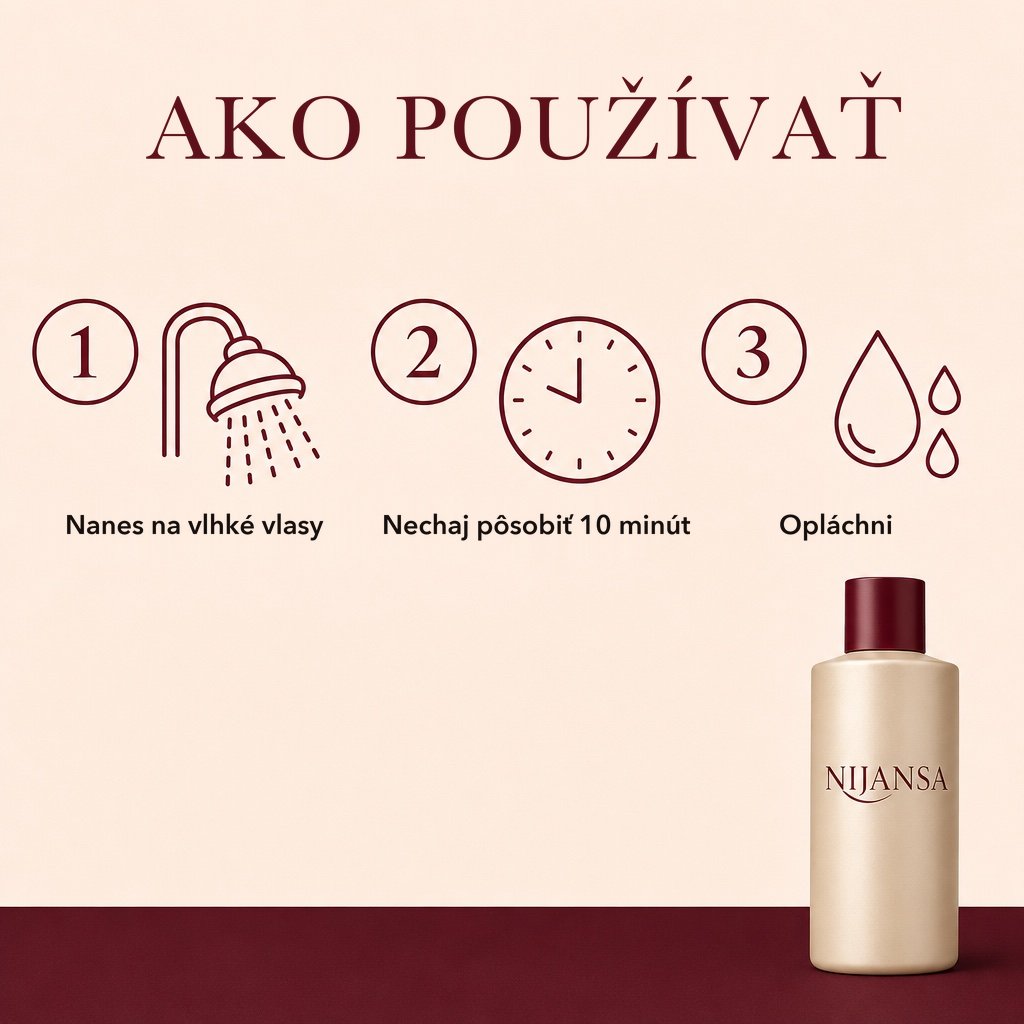 AKO POUŽÍVAŤ
1
2
3
Nanes na vlhké vlasy
Nechaj pôsobiť 10 minút
Opláchni
NIJANSA